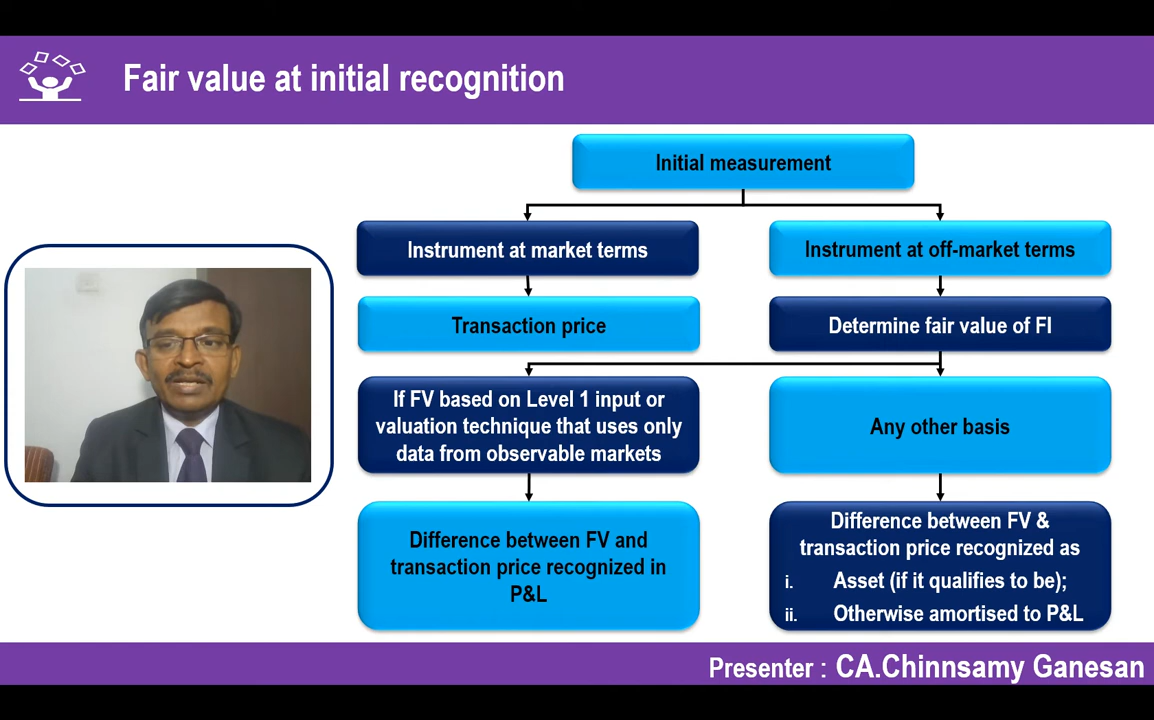 Fair value at initial recognition
Initial measurement
Instrument at market terms
Instrument at off-market terms
Transaction price
Determine fair value of FI
If FV based on Level 1 input or
valuation technique that uses only
data from observable markets
Any other basis
Difference between FV and
transaction price recognized in
P&L
Difference between FV &
transaction price recognized as
i. Asset (if it qualifies to be);
ii. Otherwise amortised to P&L
Presenter : CA.Chinnsamy Ganesan